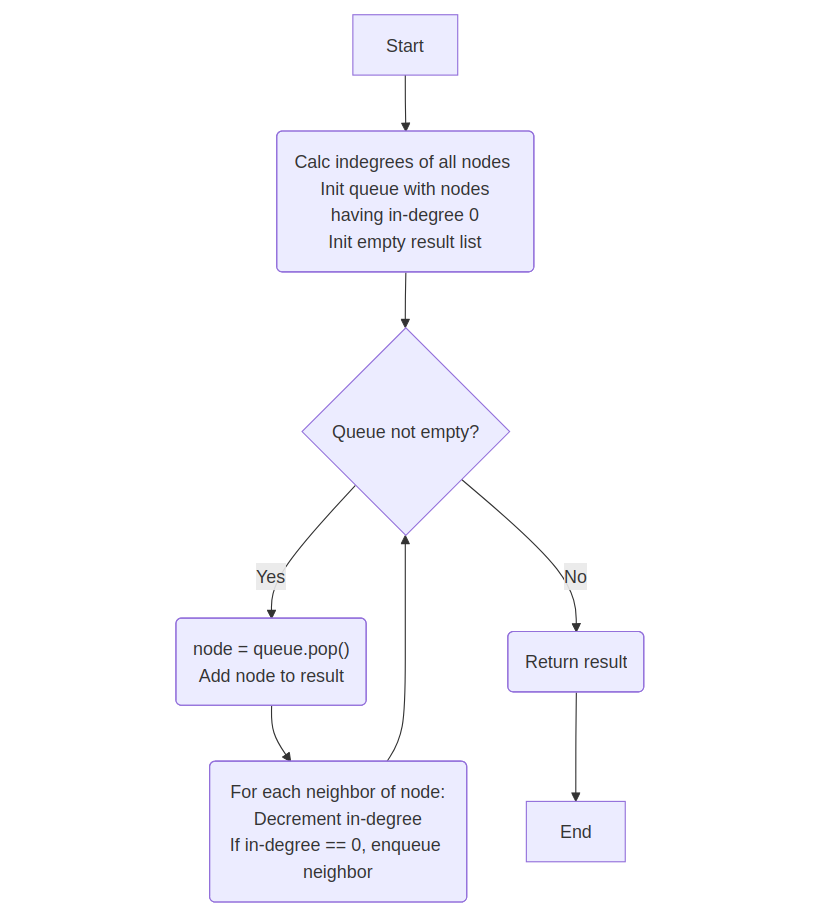 Start
Calc indegrees of all nodes
Init queue with nodes
having in-degree 0
Init empty result list
Queue not empty?
Yes
No
node = queue.pop()
Add node to result
Return result
For each neighbor of node:
Decrement in-degree
If in-degree == 0, enqueue
neighbor
End